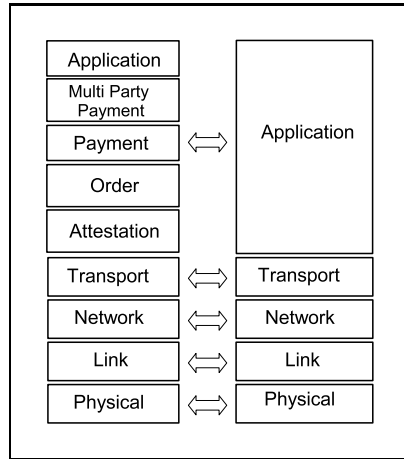 Application
Multi Party
Payment
Payment
Order
Attestation
Transport
Network
Link
Physical
Application
Transport
Network
Link
Physical